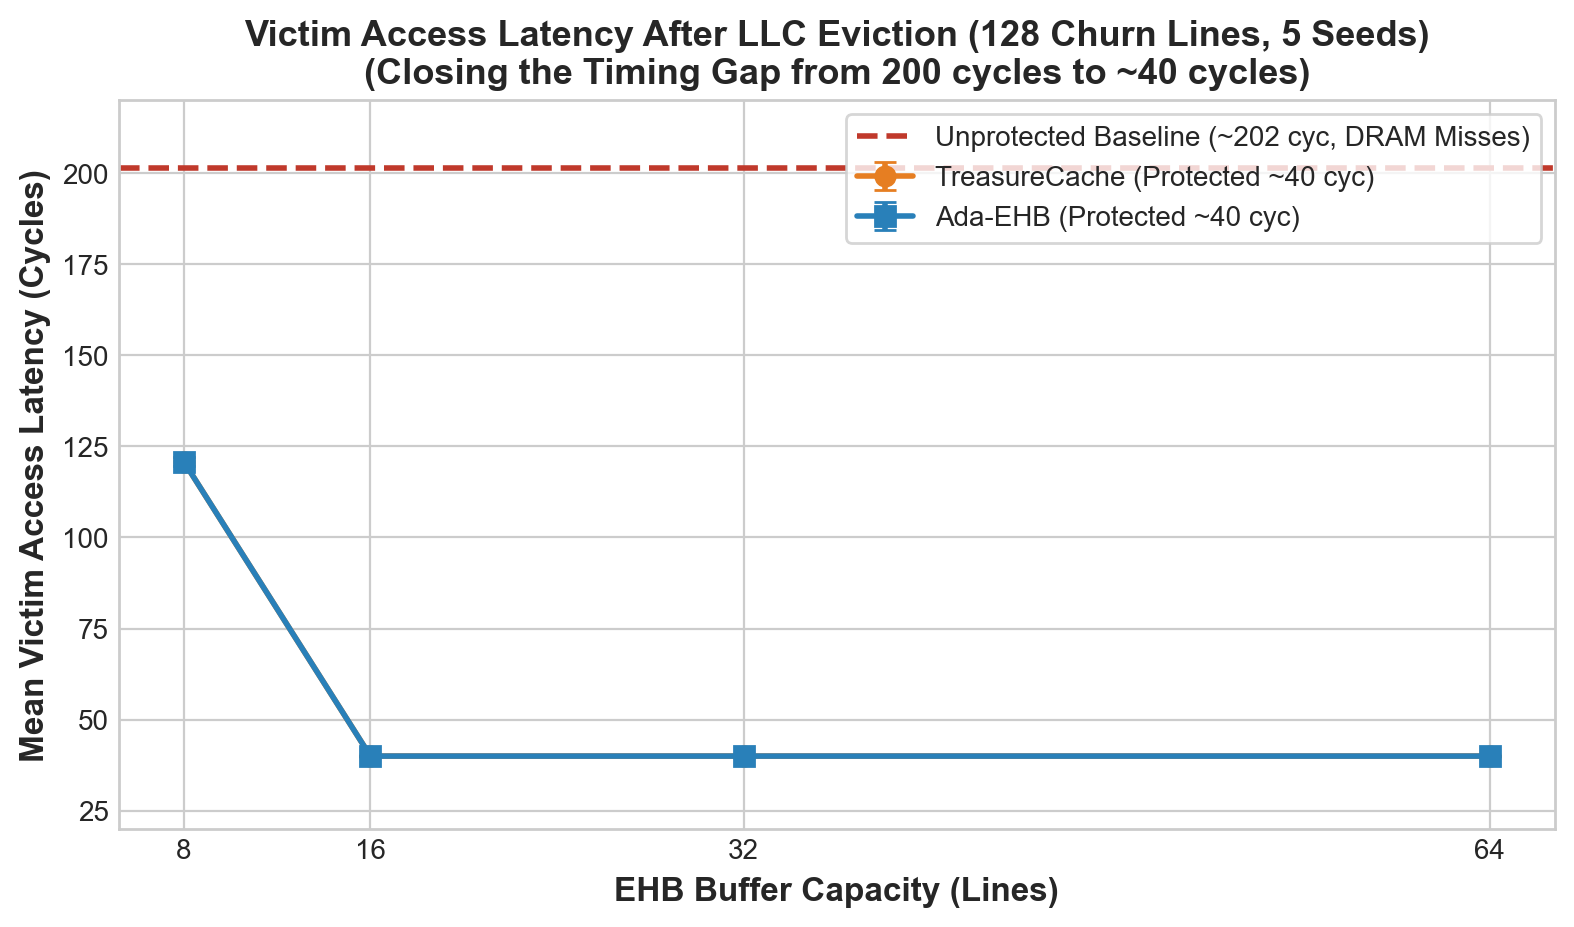 Victim Access Latency After LLC Eviction (128 Churn Lines, 5 Seeds)
(Closing the Timing Gap from 200 cycles to ~40 cycles)
Unprotected Baseline (~202 cyc, DRAM Misses)
TreasureCache (Protected ~40 cyc)
Ada-EHB (Protected ~40 cyc)
Mean Victim Access Latency (Cycles)
200
175
150
125
100
75
50
25
8 16 32 64
EHB Buffer Capacity (Lines)